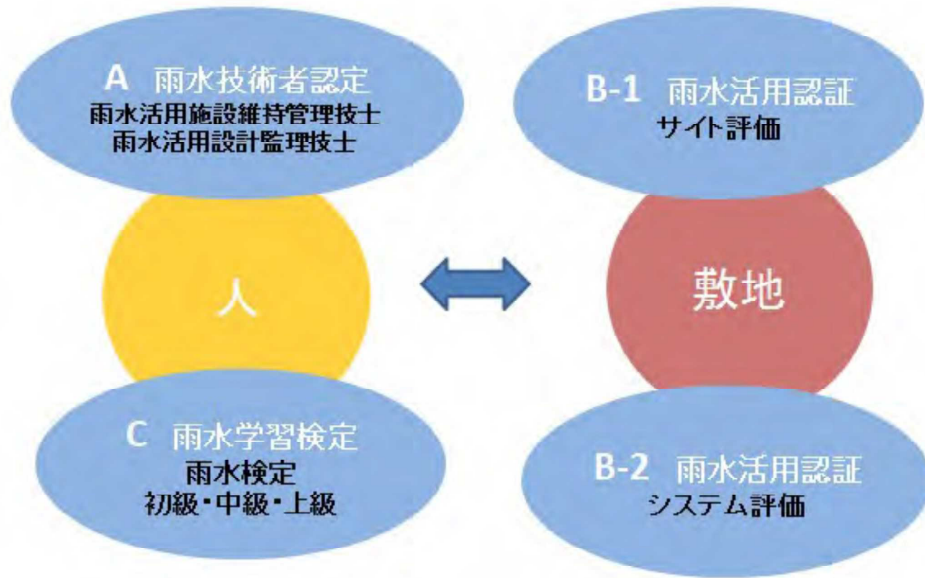 A 雨水技術者認定
雨水活用施設維持管理技士
雨水活用設計監理技士
人
C 雨水学習検定
雨水検定
初級・中級・上級
B-1 雨水活用認証
サイト評価
敷地
B-2 雨水活用認証
システム評価